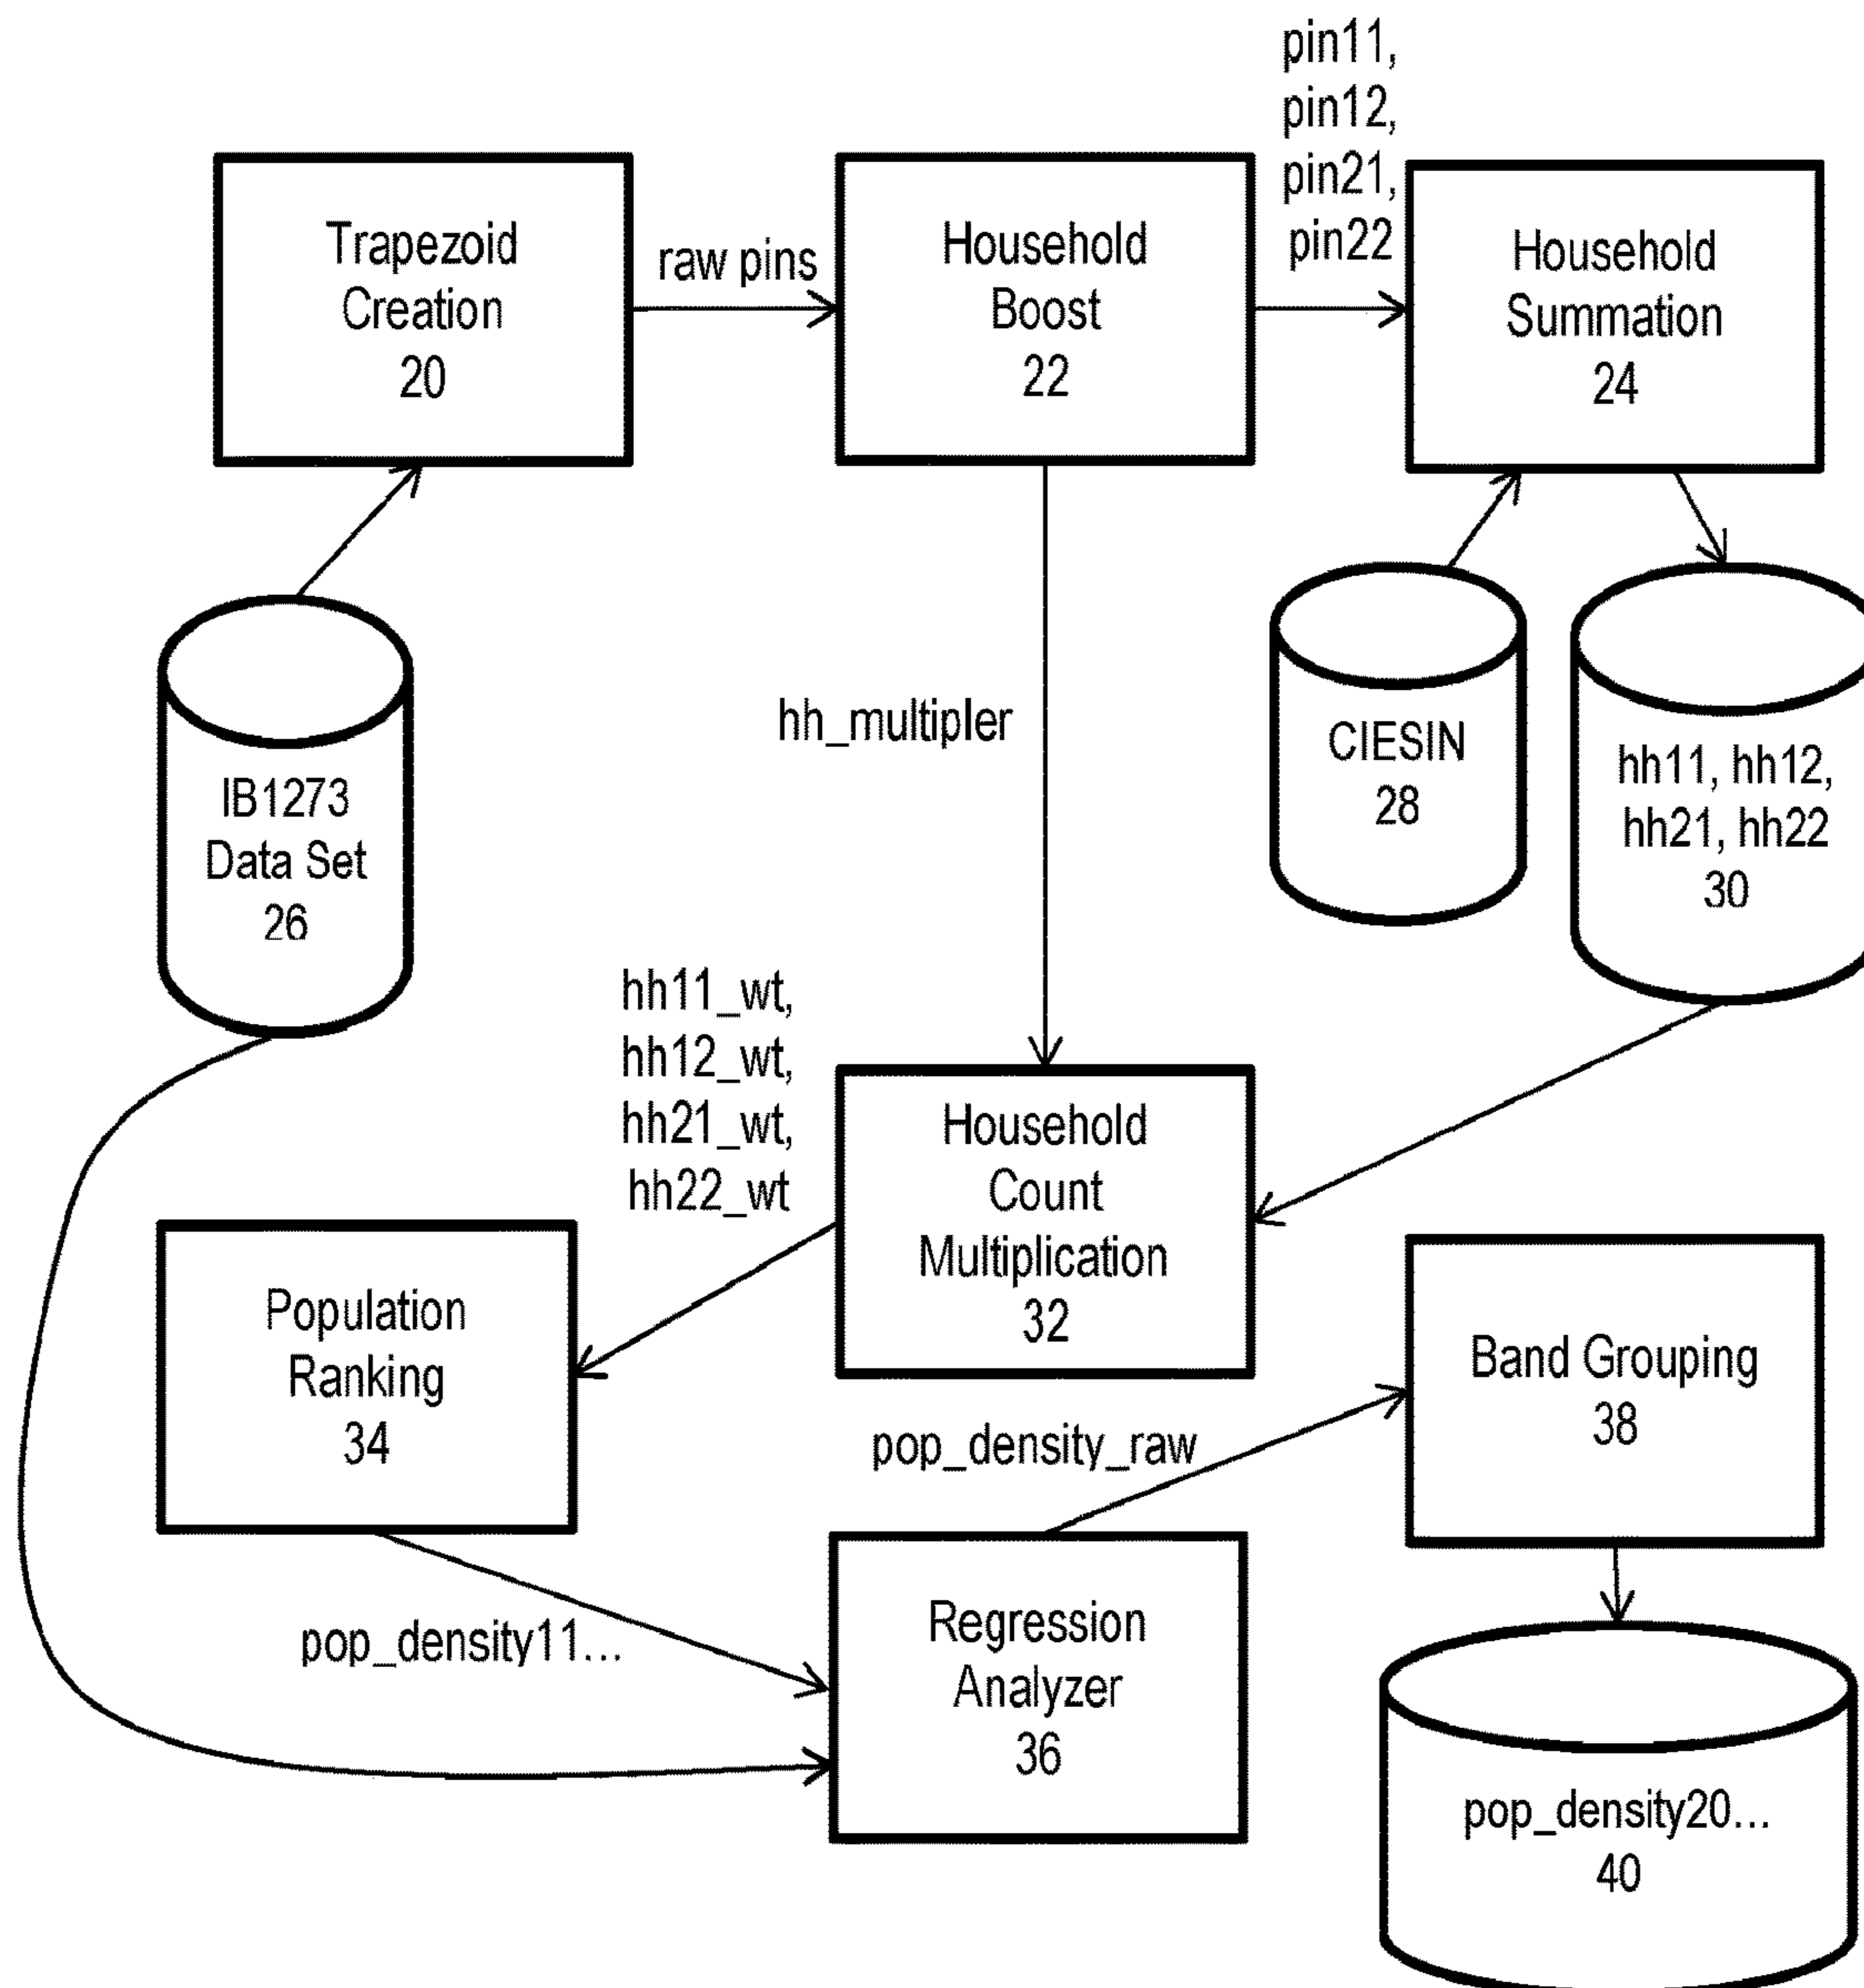 pin11,
pin12,
pin21,
pin22
Trapezoid
Creation
20
raw pins
Household
Boost
22
Household
Summation
24
IB1273
Data Set
26
hh_multipler
CIESIN
28
hh11, hh12,
hh21, hh22
30
hh11_wt,
hh12_wt,
hh21_wt,
hh22_wt
Household
Count
Multiplication
32
Population
Ranking
34
pop_density_raw
Band Grouping
38
pop_density11...
Regression
Analyzer
36
pop_density20...
40